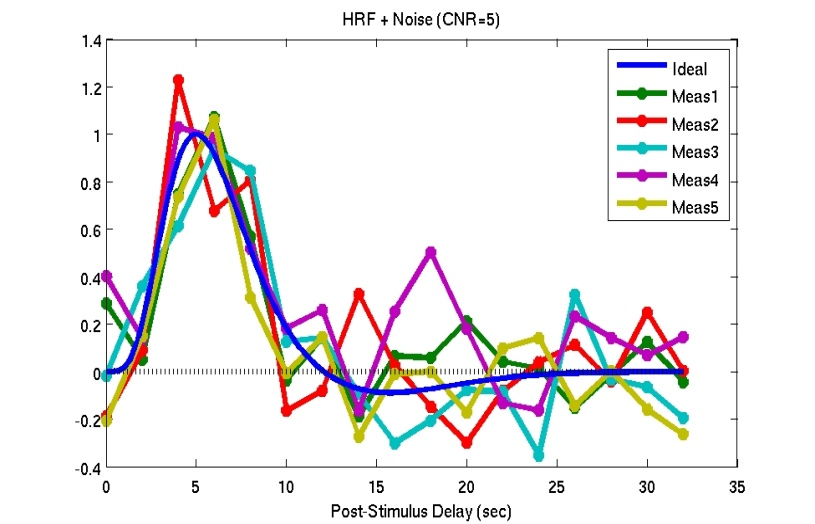 HRF + Noise (CNR=5)
1.4
1.2
1
0.8
0.6
0.4
0.2
0
-0.2
-0.4
Ideal
Meas1
Meas2
Meas3
Meas4
Meas5
0 5 10 15 20 25 30 35
Post-Stimulus Delay (sec)